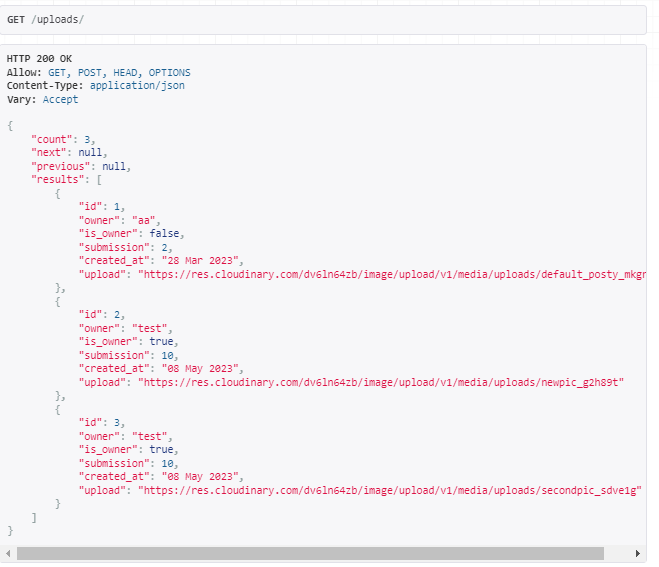 GET /uploads/
HTTP 200 OK
Allow: GET, POST, HEAD, OPTIONS
Content-Type: application/json
Vary: Accept
{
"count": 3,
"next": null,
"previous": null,
"results": [
{
"id": 1,
"owner": "aa",
"is_owner": false,
"submission": 2,
"created_at": "28 Mar 2023",
"upload": "https://res.cloudinary.com/dv6ln64zb/image/upload/v1/media/uploads/default_posty_mkgr
},
{
"id": 2,
"owner": "test",
"is_owner": true,
"submission": 10,
"created_at": "08 May 2023",
"upload": "https://res.cloudinary.com/dv6ln64zb/image/upload/v1/media/uploads/newpic_g2h89t"
},
{
"id": 3,
"owner": "test",
"is_owner": true,
"submission": 10,
"created_at": "08 May 2023",
"upload": "https://res.cloudinary.com/dv6ln64zb/image/upload/v1/media/uploads/secondpic_sdve1g"
}
]
}